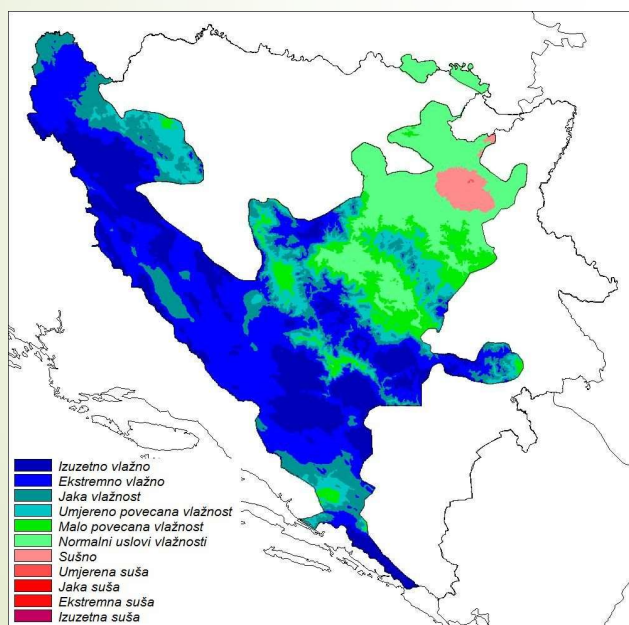 Izuzetno vlažno
Ekstremno vlažno
Jaka vlažnost
Umjereno povecana vlažnost
Malo povecana vlažnost
Normalni uslovi vlažnosti
Sušno
Umjerena suša
Jaka suša
Ekstremna suša
Izuzetna suša